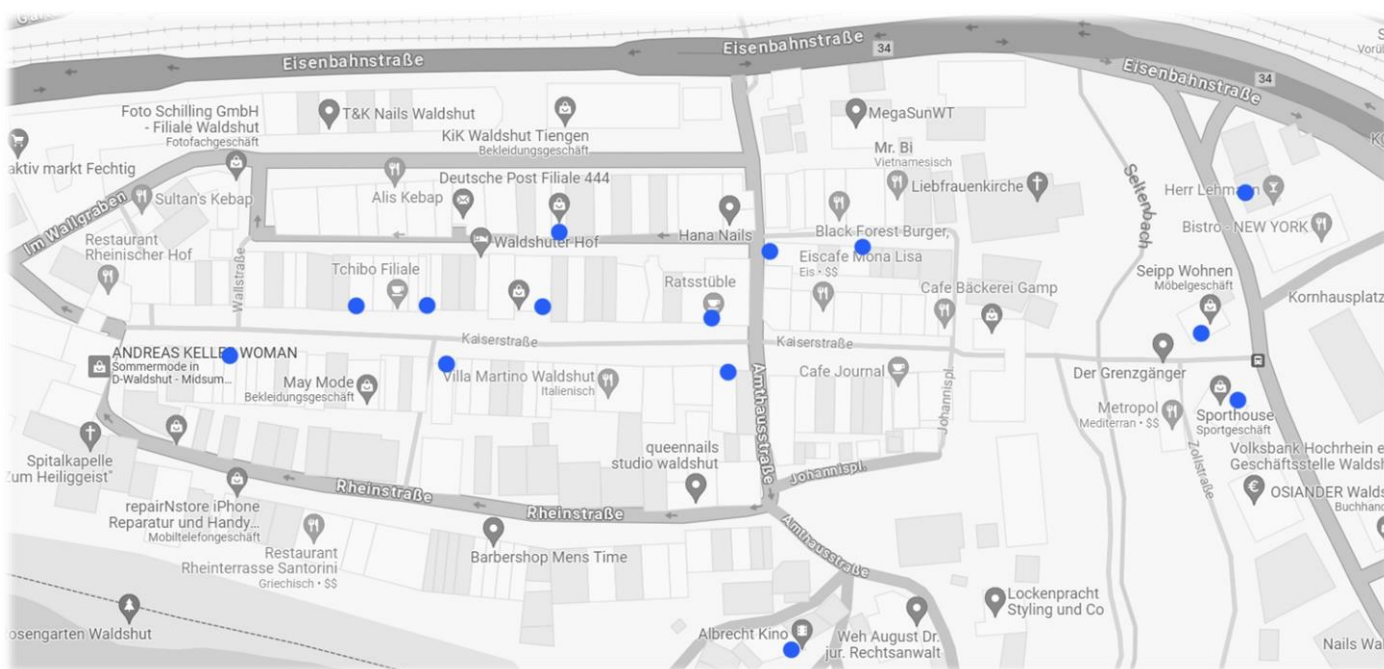 Eisenbahnstraße
34
Eisenbahnstraße
Eisenbahnstraße
34
Foto Schilling GmbH
- Filiale Waldshut
Fotofachgeschäft
T&K Nails Waldshut
KiK Waldshut Tiengen
Bekleidungsgeschäft
MegaSunWT
aktiv markt Fechtig
Mr. Bi
Vietnamesisch
Liebfrauenkirche
Seltenbach
Herr Lehmann
Bistro - NEW YORK
Im Wallgraben
Sultan's Kebap
Alis Kebap
Deutsche Post Filiale 444
Hana Nails
Waldshuter Hof
Black Forest Burger,
Restaurant
Rheinischer Hof
Wallstraße
Tchibo Filiale
Ratsstüble
Eiscafe Mona Lisa
Eis • $$
Cafe Bäckerei Gamp
Seipp Wohnen
Möbelgeschäft
Kornhausplatz
Kaiserstraße
Kaiserstraße
ANDREAS KELLER WOMAN
Sommermode in
D-Waldshut - Midsum...
May Mode
Bekleidungsgeschäft
Villa Martino Waldshut
Italienisch
Amthausstraße
Cafe Journal
Johannispl.
Der Grenzgänger
Metropol
Mediterran • $$
Sporthouse
Sportgeschäft
Zollstraße
Volksbank Hochrhein e
Geschäftsstelle Waldsh
OSIANDER Walds
Buchhand
Spitalkapelle
Zum Heiliggeist"
queennails
studio waldshut
Johannispl.
Rheinstraße
Rheinstraße
repairNstore iPhone
Reparatur und Handy...
Mobiltelefongeschäft
Restaurant
Rheinterrasse Santorini
Griechisch • $$
Barbershop Mens Time
Amthausstraße
Rosengarten Waldshut
Albrecht Kino
Weh August Dr.
jur. Rechtsanwalt
Lockenpracht
Styling und Co
Nails Wa